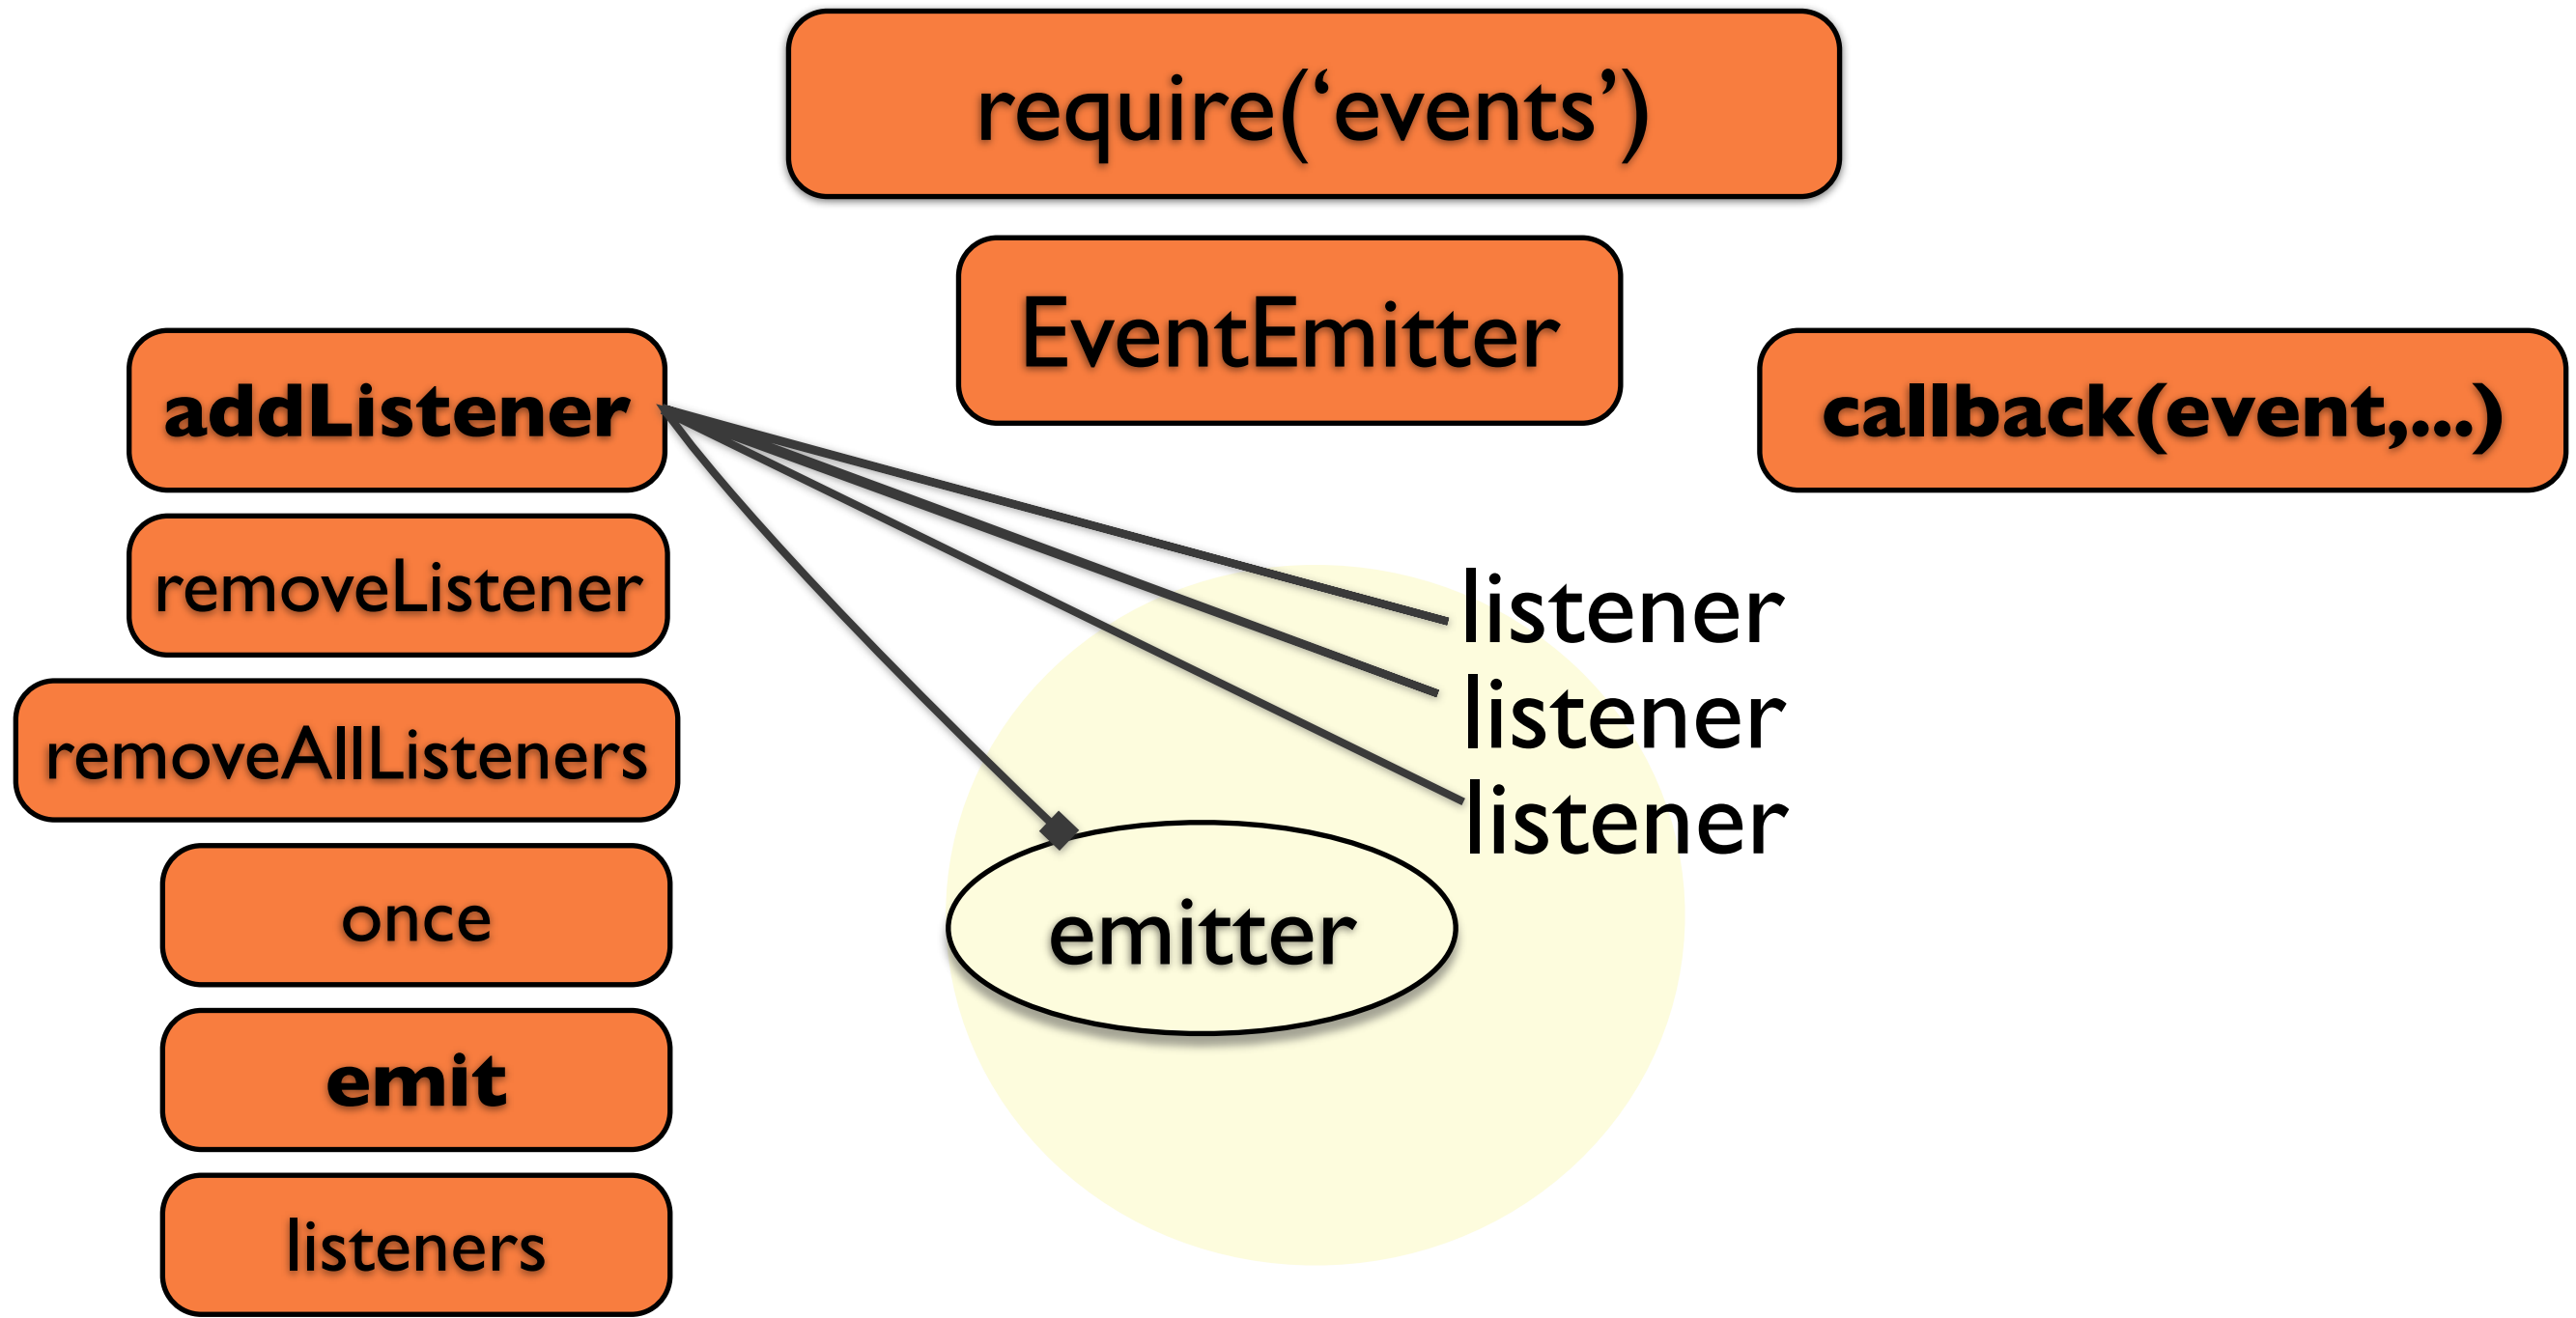 require(‘events’)
EventEmitter
addListener
callback(event,...)
removeListener
removeAllListeners
once
emit
listeners
listener
listener
listener
emitter